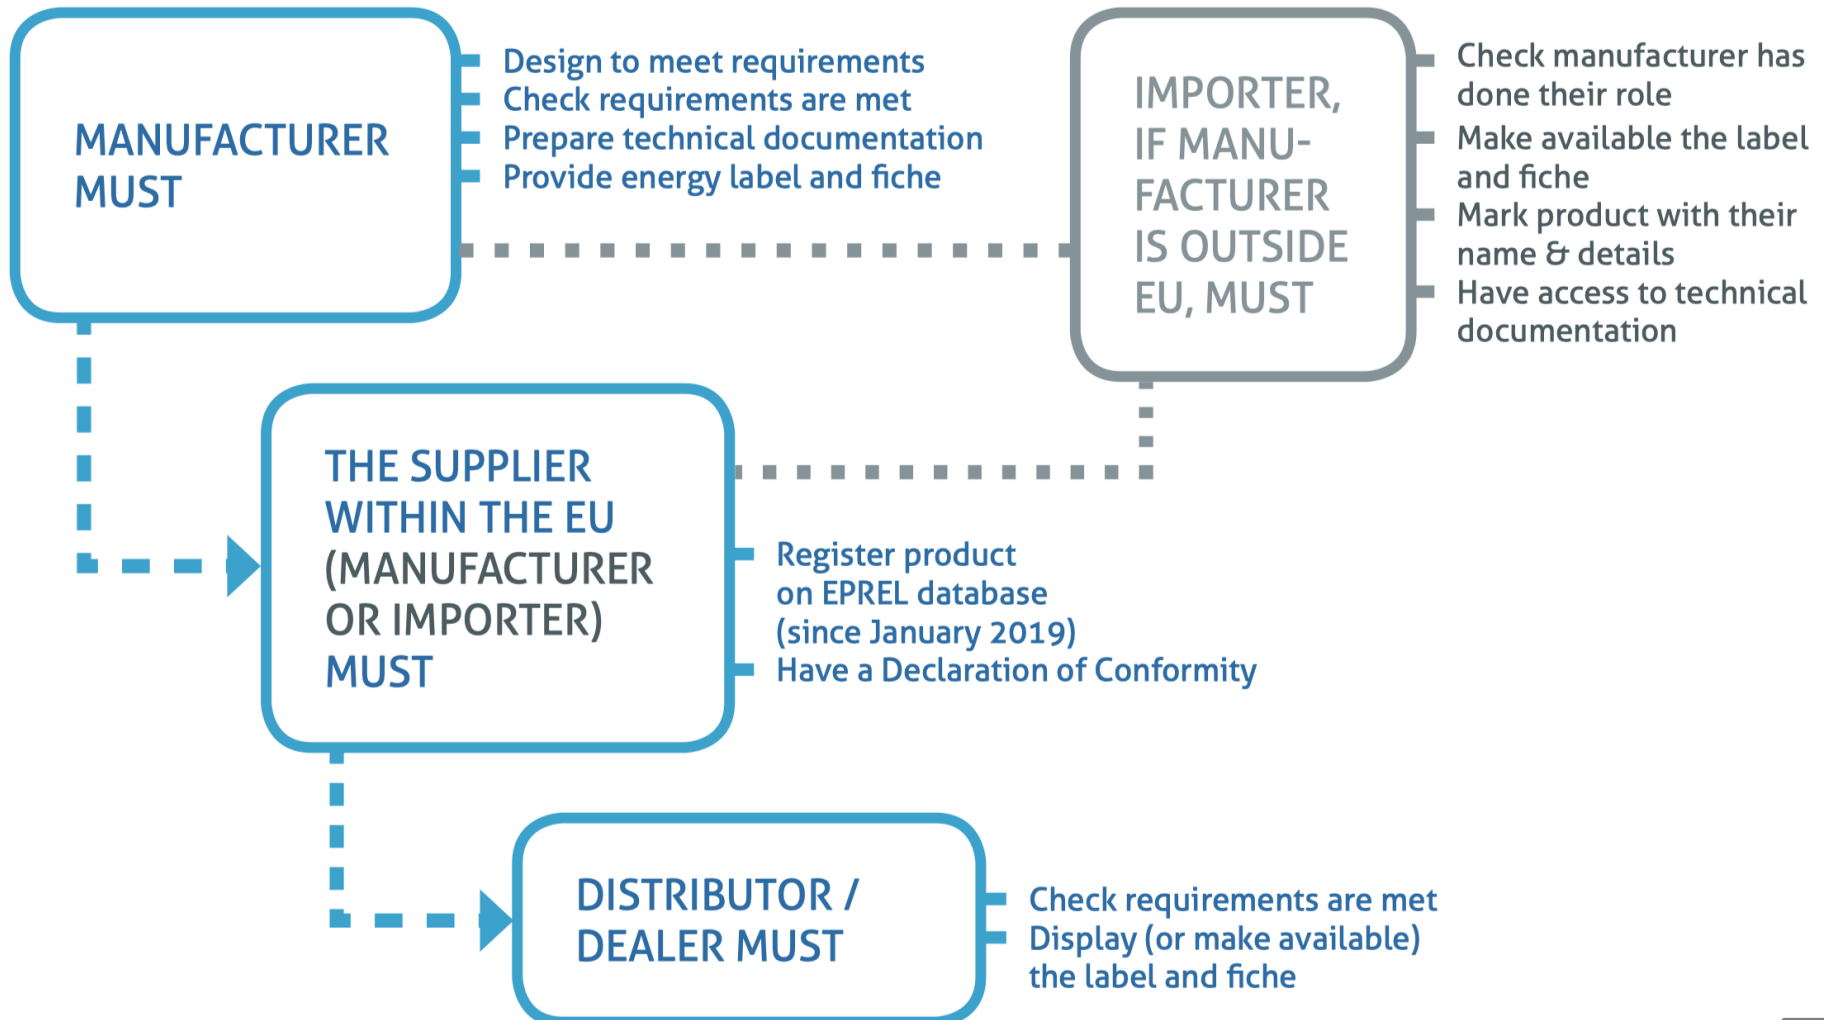 MANUFACTURER
MUST
Design to meet requirements
Check requirements are met
Prepare technical documentation
Provide energy label and fiche
IMPORTER,
IF MANU-
FACTURER
IS OUTSIDE
EU, MUST
Check manufacturer has
done their role
Make available the label
and fiche
Mark product with their
name & details
Have access to technical
documentation
THE SUPPLIER
WITHIN THE EU
(MANUFACTURER
OR IMPORTER)
MUST
Register product
on EPREL database
(since January 2019)
Have a Declaration of Conformity
DISTRIBUTOR /
DEALER MUST
Check requirements are met
Display (or make available)
the label and fiche